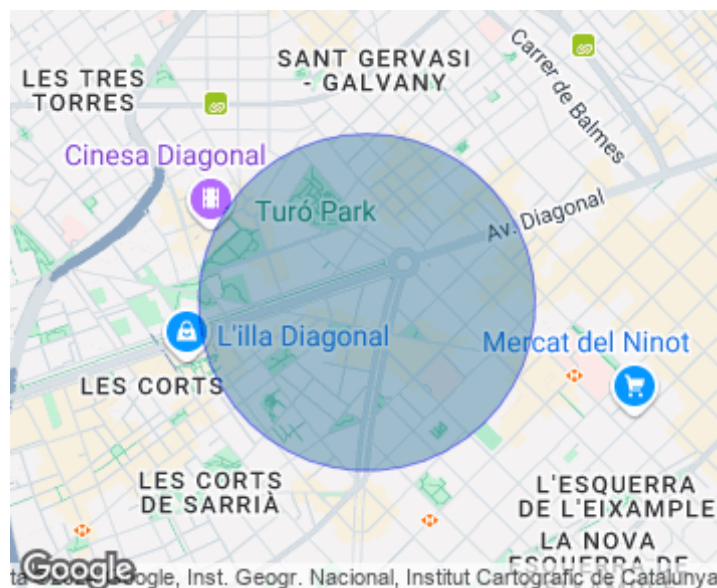 SANT GERVASI
- GALVANY
Carrer de Balmes
LES TRES
TORRES
Cinesa Diagonal
Turó Park
Av. Diagonal
L'illa Diagonal
Mercat del Ninot
LES CORTS
LES CORTS
DE SARRIÀ
L'ESQUERRA
DE L'EIXAMPLE
LA NOVA
ESQUERRA DE
Google
Google, Inst. Geogr. Nacional, Institut Cartogràfic de Catalunya